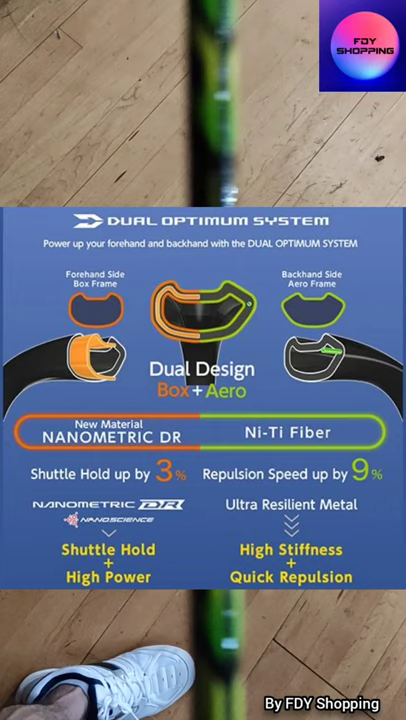 FDY
SHOPPING
DUAL OPTIMUM SYSTEM
Power up your forehand and backhand with the DUAL OPTIMUM SYSTEM
Forehand Side
Box Frame
Backhand Side
Aero Frame
Dual Design
Box+Aero
New Material
NANOMETRIC DR
Ni-Ti Fiber
Shuttle Hold up by 3%
Repulsion Speed up by 9%
NANOMETRIC DR
NANOSCIENCE
Ultra Resilient Metal
Shuttle Hold
+
High Power
High Stiffness
+
Quick Repulsion
By FDY Shopping